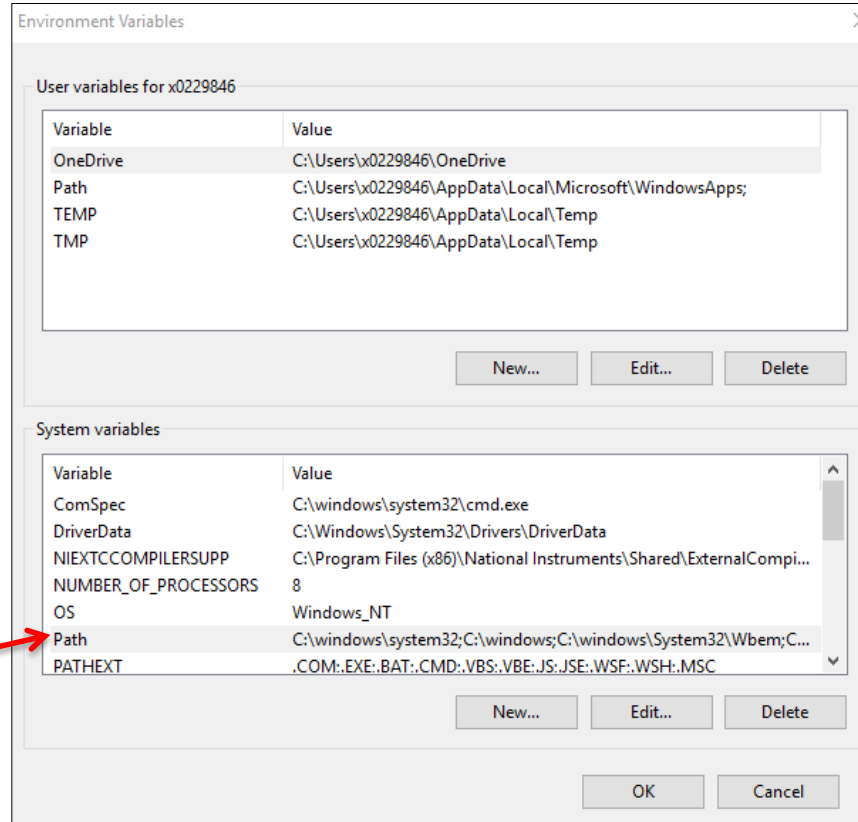 Environment Variables
User variables for x0229846
Variable Value
OneDrive C:\Users\x0229846\OneDrive
Path C:\Users\x0229846\AppData\Local\Microsoft\WindowsApps;
TEMP C:\Users\x0229846\AppData\Local\Temp
TMP C:\Users\x0229846\AppData\Local\Temp
New... Edit... Delete
System variables
Variable Value
ComSpec C:\windows\system32\cmd.exe
DriverData C:\Windows\System32\Drivers\DriverData
NIEXTCCOMPILERSUPP C:\Program Files (x86)\National Instruments\Shared\ExternalCompi...
NUMBER_OF_PROCESSORS 8
OS Windows_NT
Path C:\windows\system32;C:\windows;C:\windows\System32\Wbem;C...
PATHEXT .COM;.EXE;.BAT;.CMD;.VBS;.VBE;.JS;.JSE;.WSF;.WSH;.MSC
New... Edit... Delete
OK Cancel